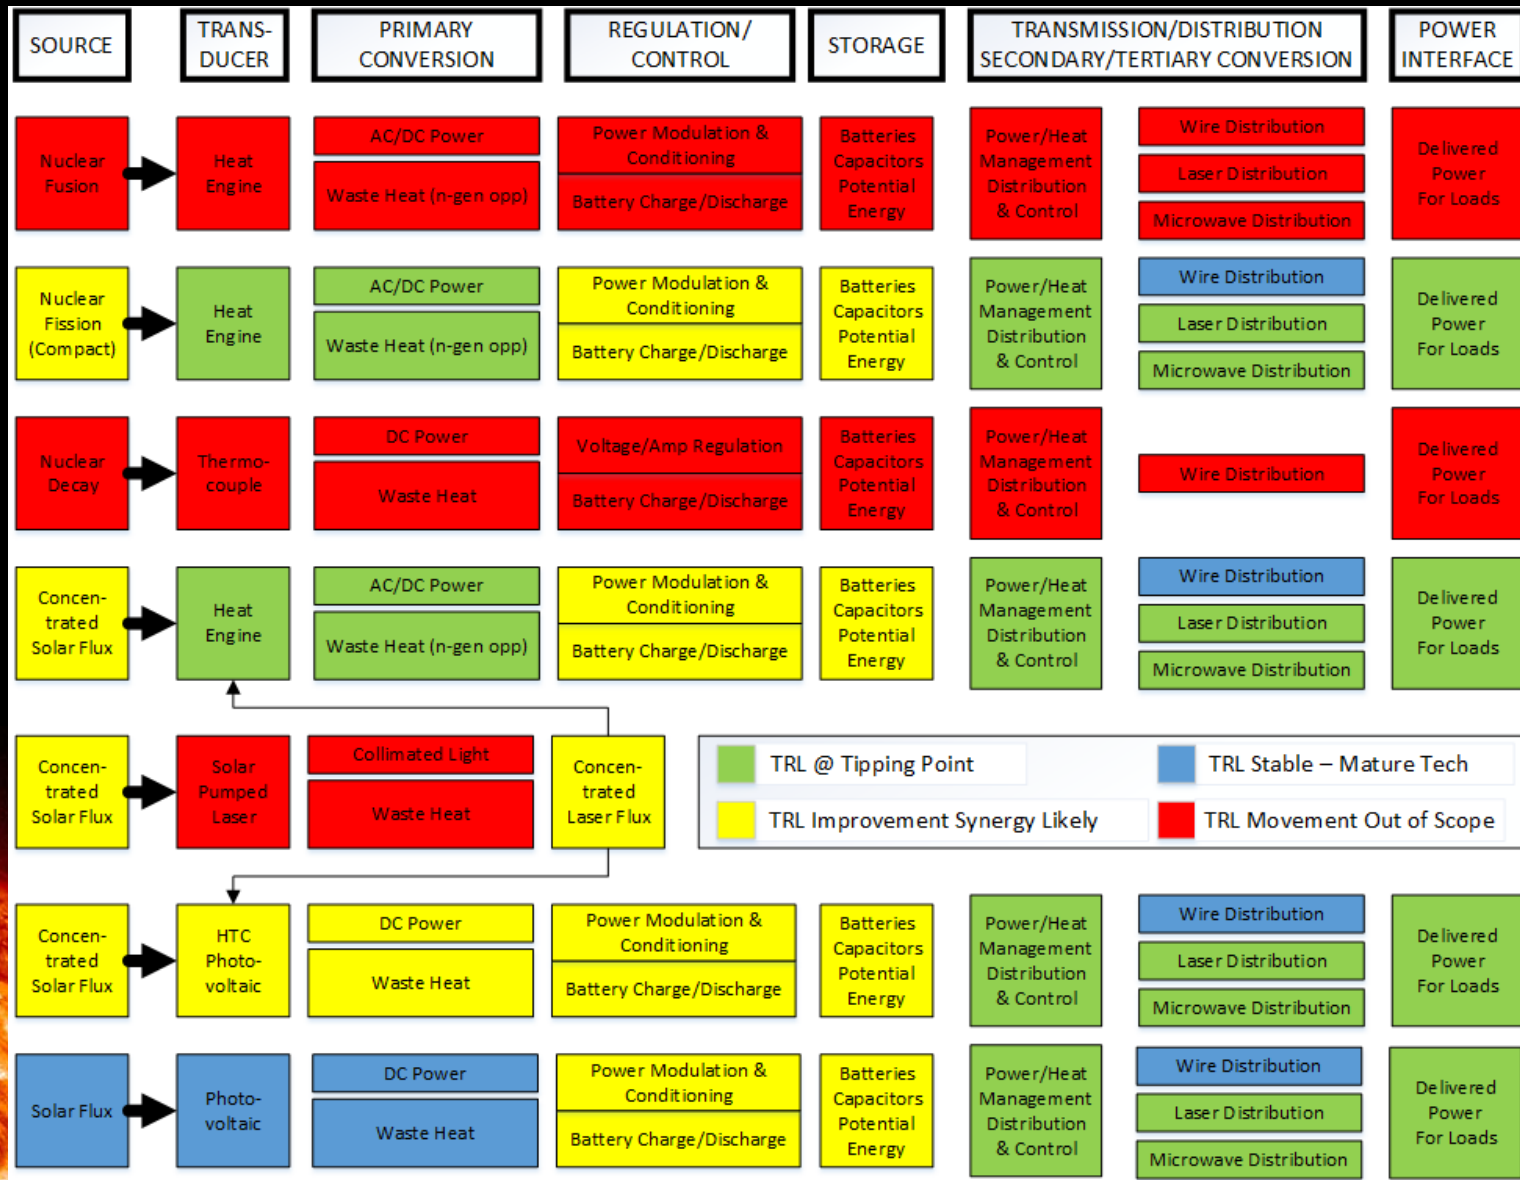 SOURCE
TRANS-
DUCER
PRIMARY
CONVERSION
REGULATION/
CONTROL
STORAGE
TRANSMISSION/DISTRIBUTION
SECONDARY/TERTIARY CONVERSION
POWER
INTERFACE
Nuclear
Fusion
Heat
Engine
AC/DC Power
Waste Heat (n-gen opp)
Power Modulation &
Conditioning
Battery Charge/Discharge
Batteries
Capacitors
Potential
Energy
Power/Heat
Management
Distribution
& Control
Wire Distribution
Laser Distribution
Microwave Distribution
Delivered
Power
For Loads
Nuclear
Fission
(Compact)
Heat
Engine
AC/DC Power
Waste Heat (n-gen opp)
Power Modulation &
Conditioning
Battery Charge/Discharge
Batteries
Capacitors
Potential
Energy
Power/Heat
Management
Distribution
& Control
Wire Distribution
Laser Distribution
Microwave Distribution
Delivered
Power
For Loads
Nuclear
Decay
Thermo-
couple
DC Power
Waste Heat
Voltage/Amp Regulation
Battery Charge/Discharge
Batteries
Capacitors
Potential
Energy
Power/Heat
Management
Distribution
& Control
Wire Distribution
Delivered
Power
For Loads
Concen-
trated
Solar Flux
Heat
Engine
AC/DC Power
Waste Heat (n-gen opp)
Power Modulation &
Conditioning
Battery Charge/Discharge
Batteries
Capacitors
Potential
Energy
Power/Heat
Management
Distribution
& Control
Wire Distribution
Laser Distribution
Microwave Distribution
Delivered
Power
For Loads
Concen-
trated
Solar Flux
Solar
Pumped
Laser
Collimated Light
Waste Heat
Concen-
trated
Laser Flux
TRL @ Tipping Point
TRL Stable – Mature Tech
TRL Improvement Synergy Likely
TRL Movement Out of Scope
Concen-
trated
Solar Flux
HTC
Photo-
voltaic
DC Power
Waste Heat
Power Modulation &
Conditioning
Battery Charge/Discharge
Batteries
Capacitors
Potential
Energy
Power/Heat
Management
Distribution
& Control
Wire Distribution
Laser Distribution
Microwave Distribution
Delivered
Power
For Loads
Solar Flux
Photo-
voltaic
DC Power
Waste Heat
Power Modulation &
Conditioning
Battery Charge/Discharge
Batteries
Capacitors
Potential
Energy
Power/Heat
Management
Distribution
& Control
Wire Distribution
Laser Distribution
Microwave Distribution
Delivered
Power
For Loads